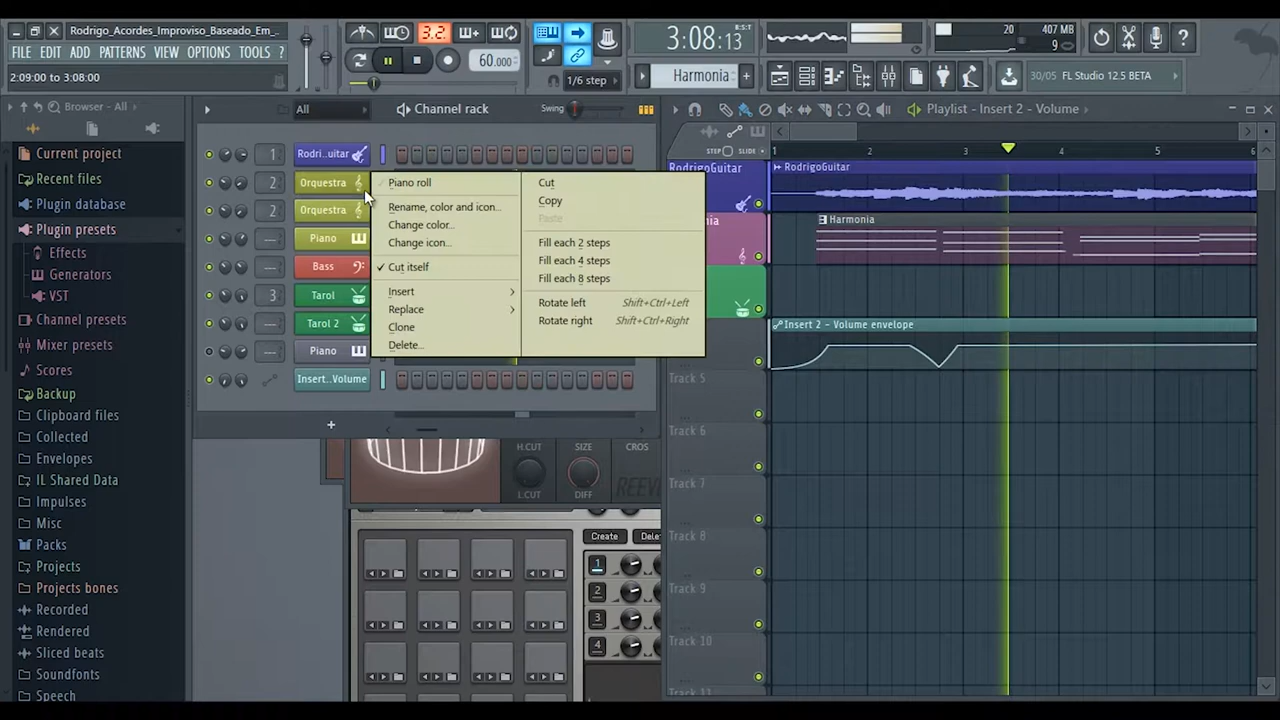 Rodrigo_Acordes_Improviso_Baseado_Em_..
FILE EDIT ADD PATTERNS VIEW OPTIONS TOOLS ?
2:09:00 to 3:08:00
3.2.
60.000
1/6 step
3:08:13
B:S:T
Harmonia
20
407 MB
9
30/05 FL Studio 12.5 BETA
Browser - All
Current project
Recent files
Plugin database
Plugin presets
Effects
Generators
VST
Channel presets
Mixer presets
Scores
Backup
Clipboard files
Collected
Envelopes
IL Shared Data
Impulses
Misc
Packs
Projects
Projects bones
Recorded
Rendered
Sliced beats
Soundfonts
Speech
All
Channel rack
Swing
1 Rodri..uitar
2 Orquestra
2 Orquestra
--- Piano
--- Bass
3 Tarol
--- Tarol 2
--- Piano
Insert..Volume
Piano roll
Rename, color and icon...
Change color...
Change icon...
Cut itself
Insert
Replace
Clone
Delete...
Cut
Copy
Paste
Fill each 2 steps
Fill each 4 steps
Fill each 8 steps
Rotate left Shift+Ctrl+Left
Rotate right Shift+Ctrl+Right
H.CUT
SIZE
CROS
L.CUT
DIFF
REEV
Create
Dele
1
2
3
4
Playlist - Insert 2 - Volume
STEP
SLIDE
1 2 3 4 5 6
RodrigoGuitar
RodrigoGuitar
Harmonia
Insert 2 - Volume envelope
Track 5
Track 6
Track 7
Track 8
Track 9
Track 10